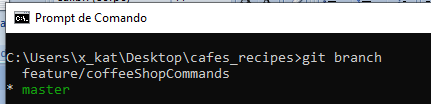 Prompt de Comando
C:\Users\x_kat\Desktop\cafes_recipes>git branch
feature/coffeeShopCommands
* master